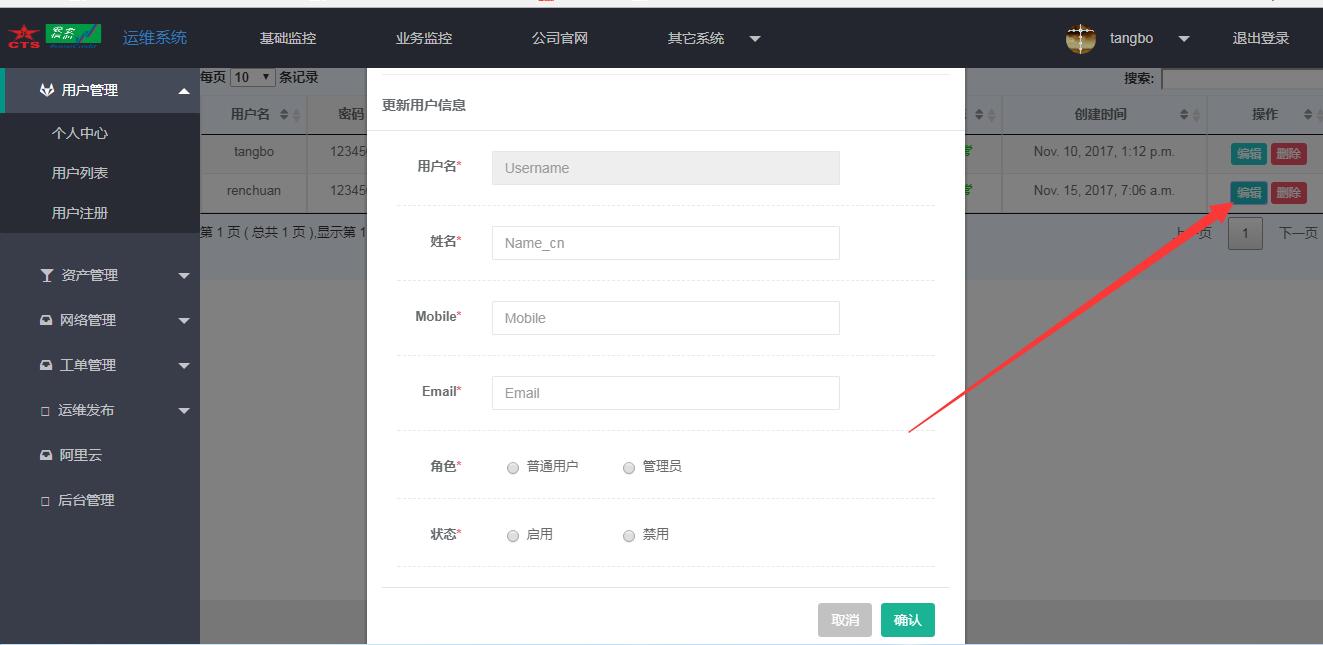 CTS
运维系统
基础监控
业务监控
公司官网
其它系统
tangbo
退出登录
用户管理
个人中心
用户列表
用户注册
资产管理
网络管理
工单管理
运维发布
阿里云
后台管理
每页 10 条记录
搜索:
用户名 密码 创建时间 操作
tangbo 12345 常 Nov. 10, 2017, 1:12 p.m. 编辑 删除
renchuan 12345 常 Nov. 15, 2017, 7:06 a.m. 编辑 删除
第 1 页 ( 总共 1 页 ),显示第 1
上一页 1 下一页
更新用户信息
用户名* Username
姓名* Name_cn
Mobile* Mobile
Email* Email
角色* 普通用户 管理员
状态* 启用 禁用
取消 确认